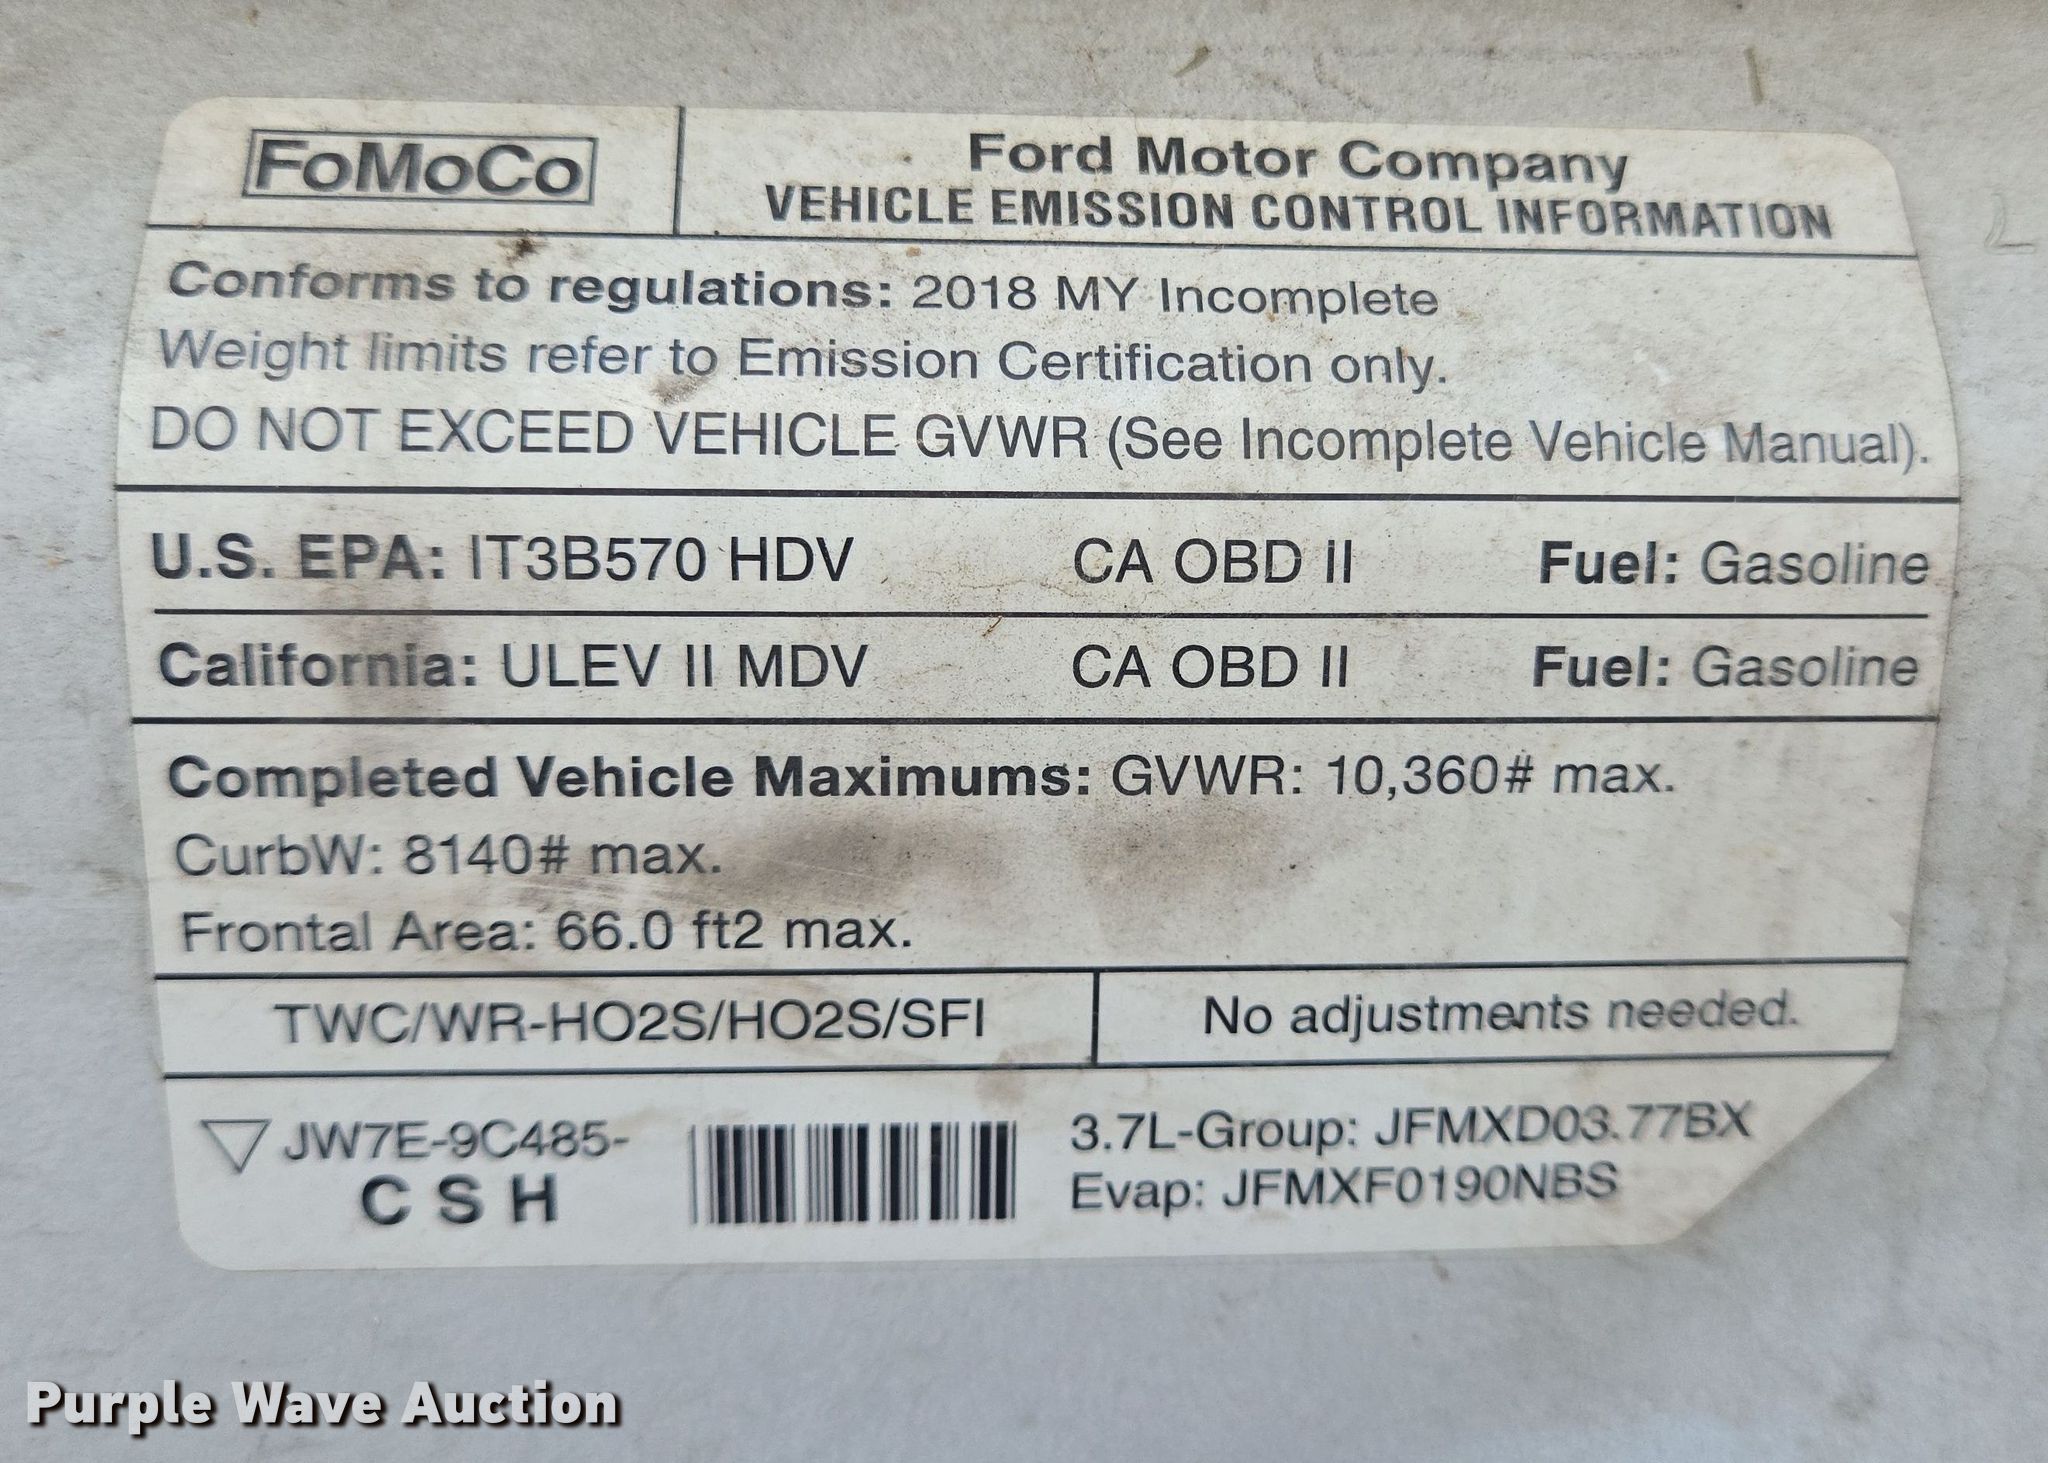 FoMoCo
Ford Motor Company
VEHICLE EMISSION CONTROL INFORMATION
Conforms to regulations: 2018 MY Incomplete
Weight limits refer to Emission Certification only.
DO NOT EXCEED VEHICLE GVWR (See Incomplete Vehicle Manual).
U.S. EPA: IT3B570 HDV CA OBD II Fuel: Gasoline
California: ULEV II MDV CA OBD II Fuel: Gasoline
Completed Vehicle Maximums: GVWR: 10,360# max.
CurbW: 8140# max.
Frontal Area: 66.0 ft2 max.
TWC/WR-HO2S/HO2S/SFI
No adjustments needed.
JW7E-9C485-
CSH
3.7L-Group: JFMXD03.77BX
Evap: JFMXF0190NBS
Purple Wave Auction